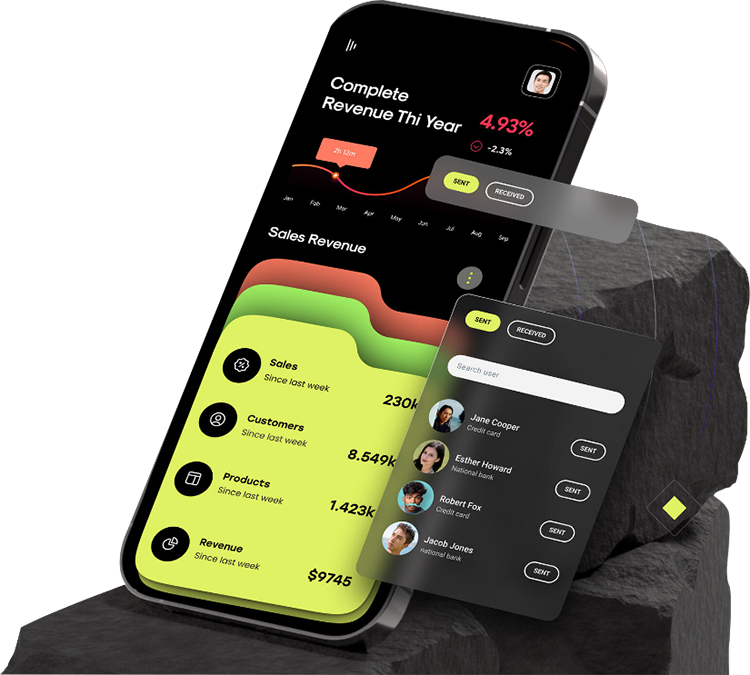 Complete
Revenue Thi Year
4.93%
-2.3%
2h 12m
Jan Fab Mar Apr May Jun Jul Aug Sep
SENT RECEIVED
Sales Revenue
Sales
Since last week
230k
Customers
Since last week
8.549k
Products
Since last week
1.423k
Revenue
Since last week
$9745
SENT RECEIVED
Search user
Jane Cooper
Credit card
SENT
Esther Howard
National bank
SENT
Robert Fox
Credit card
SENT
Jacob Jones
national bank
SENT